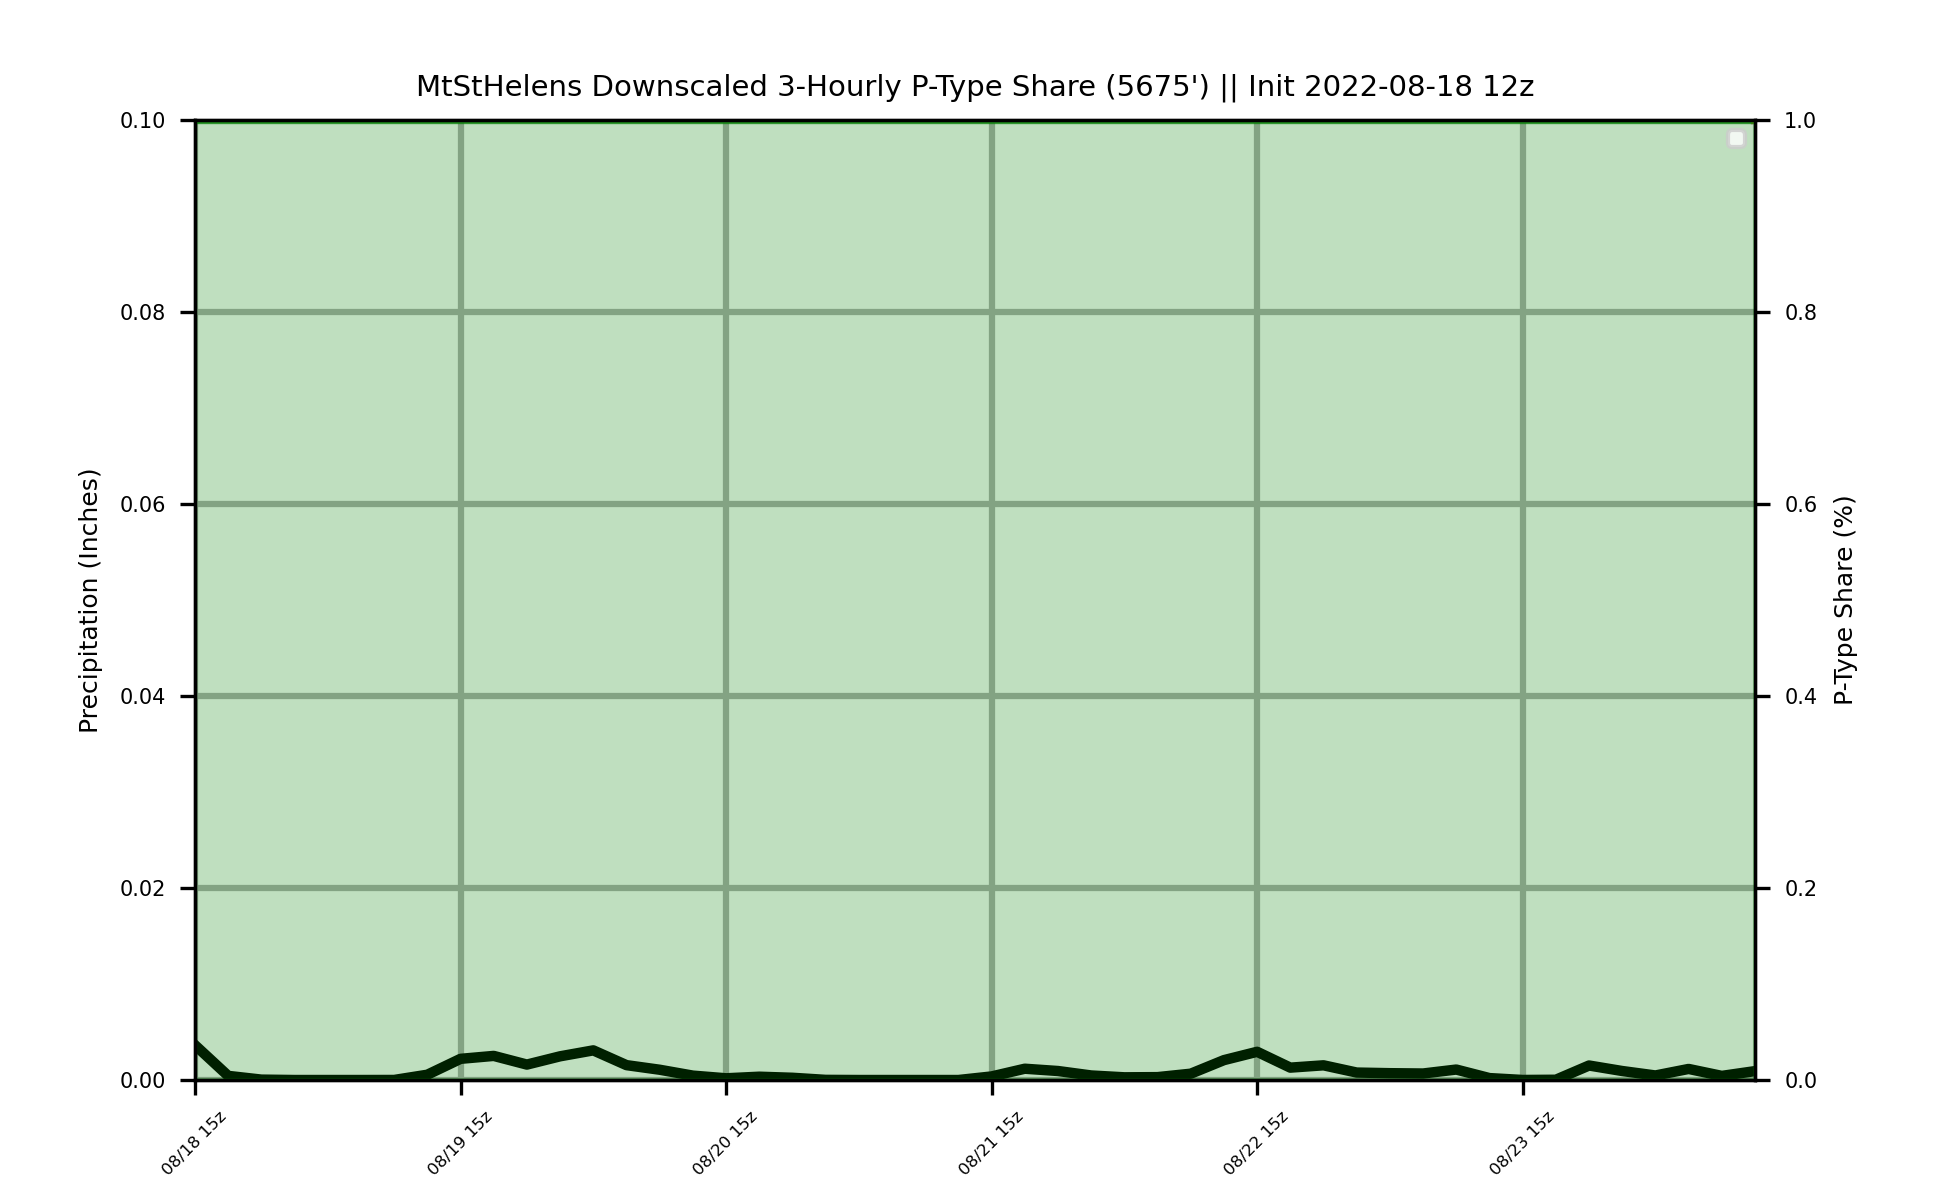 MtStHelens Downscaled 3-Hourly P-Type Share (5675') || Init 2022-08-18 12z
Precipitation (Inches)
0.10
0.08
0.06
0.04
0.02
0.00
1.0
0.8
0.6
0.4
0.2
0.0
P-Type Share (%)
08/18 15z
08/19 15z
08/20 15z
08/21 15z
08/22 15z
08/23 15z